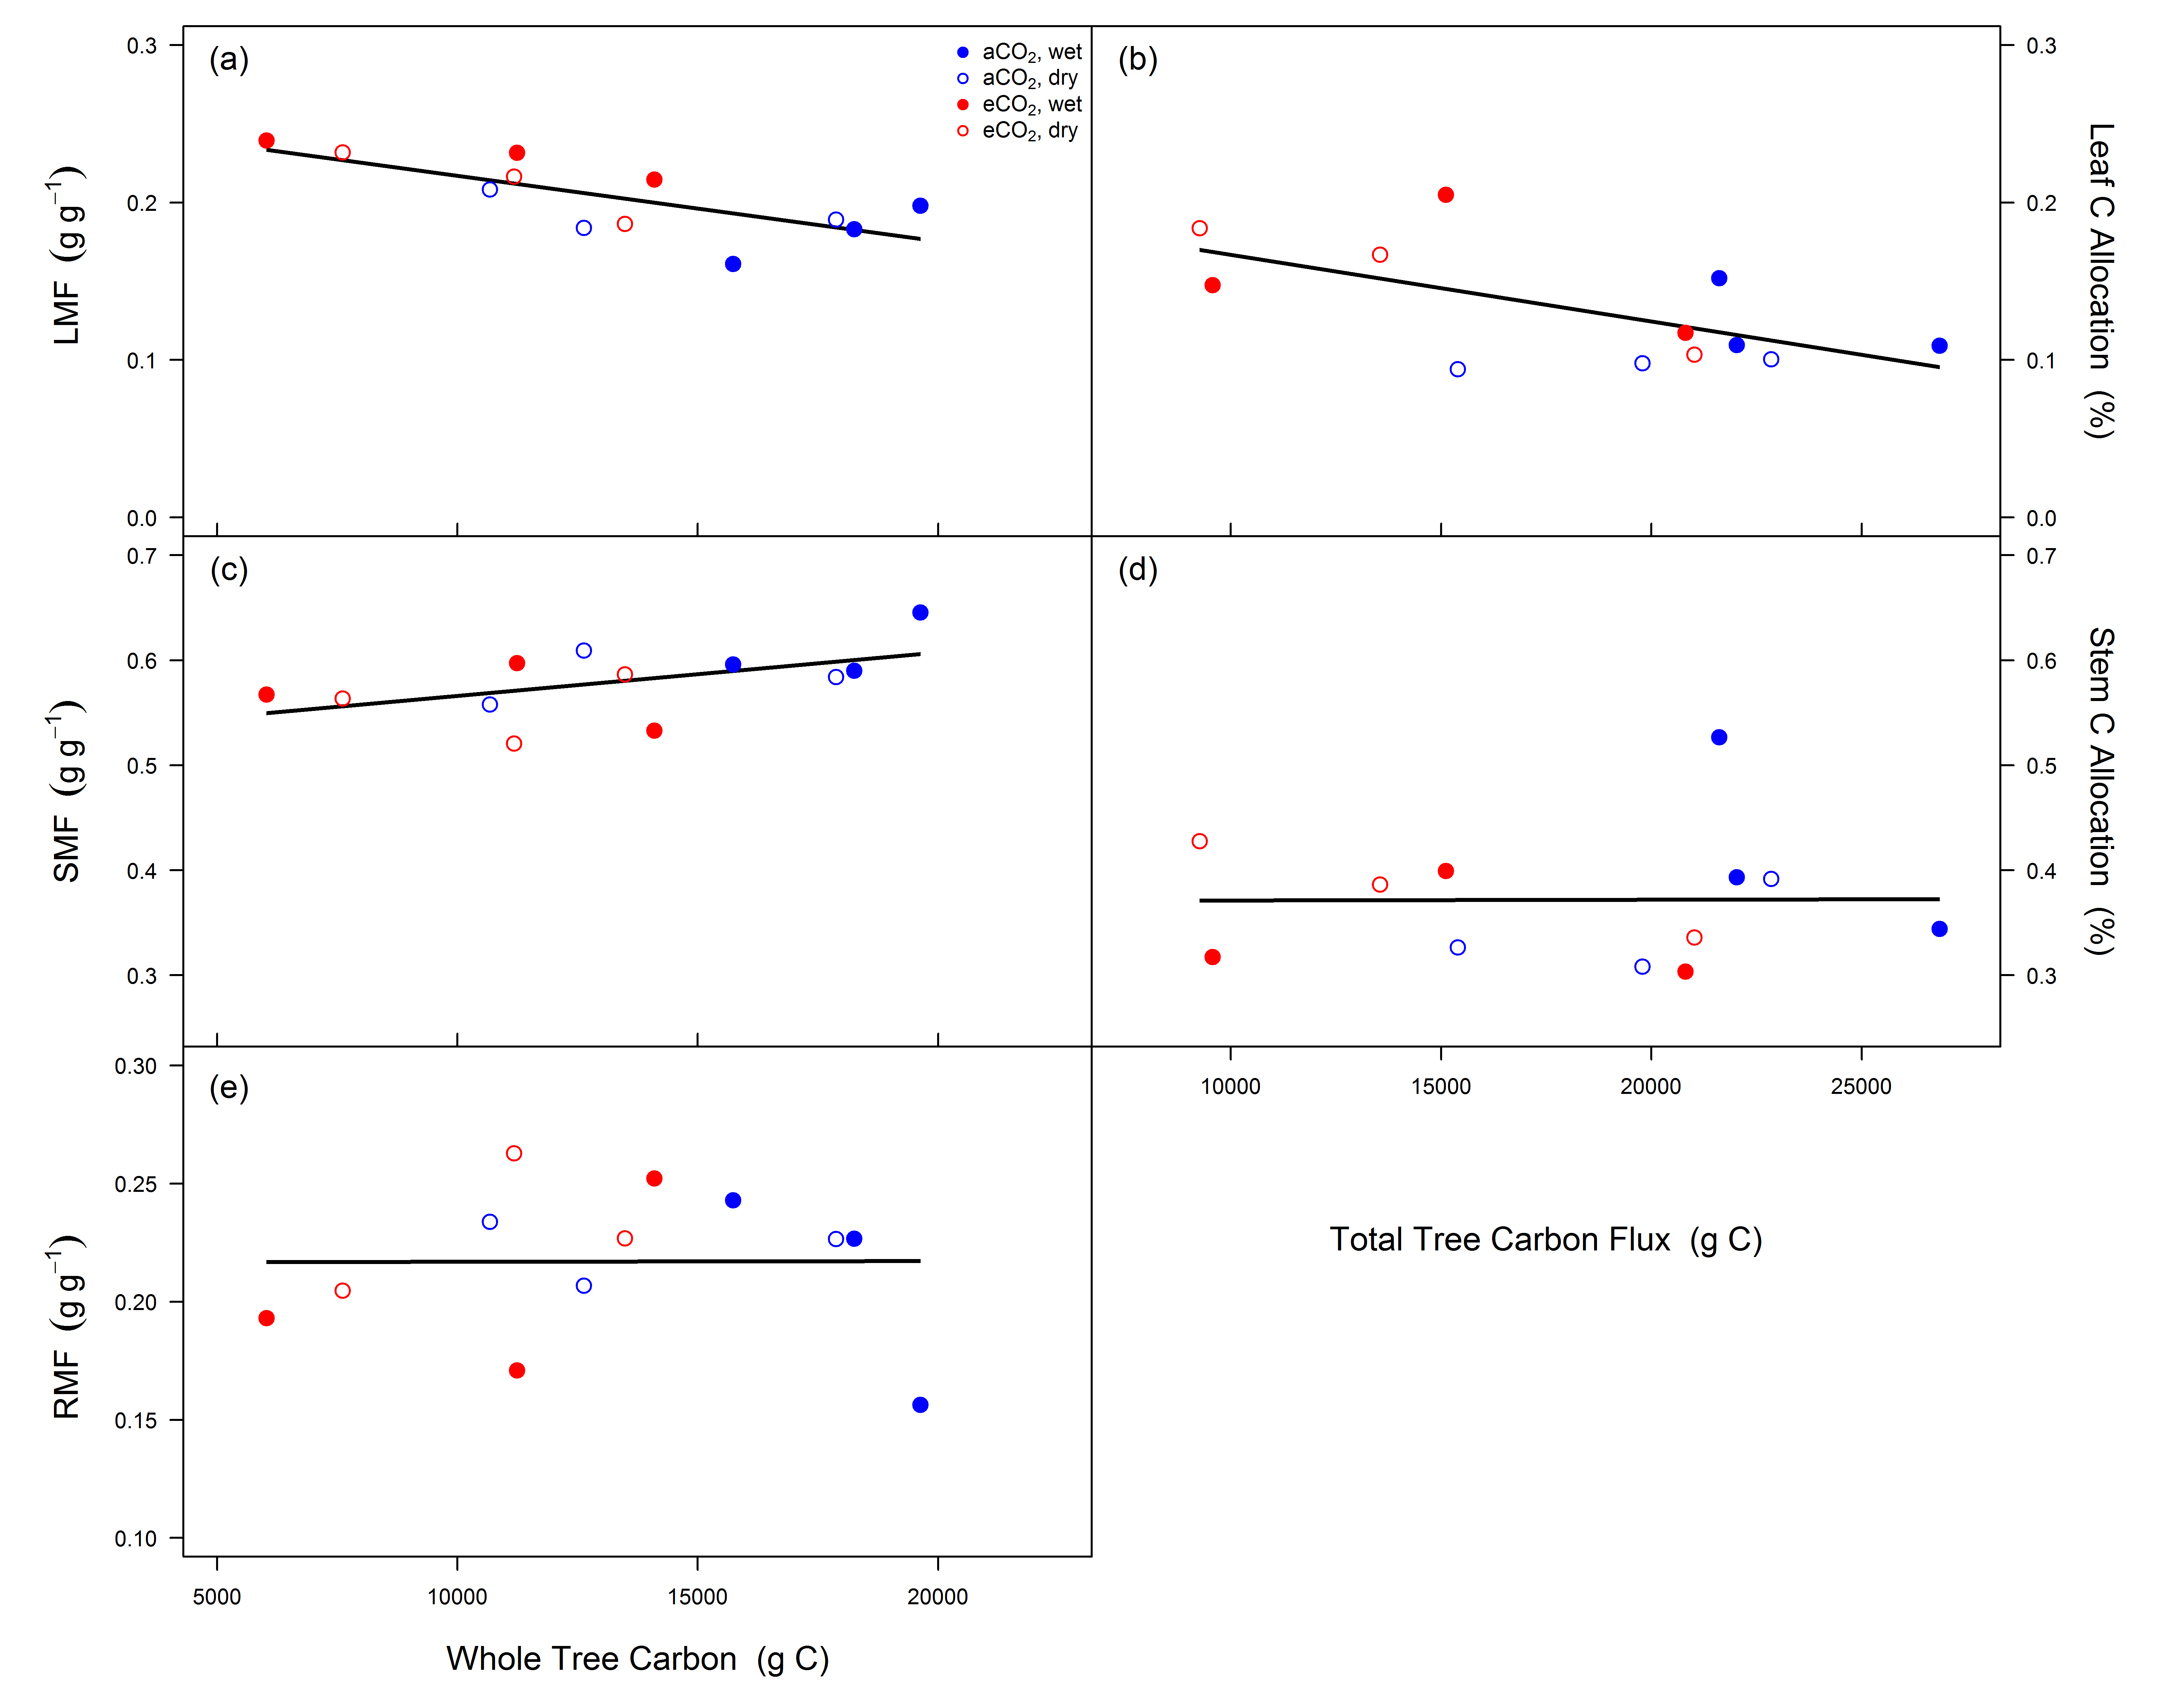 (a)
aCO₂, wet
aCO₂, dry
eCO₂, wet
eCO₂, dry
0.3
0.2
0.1
0.0
LMF (g g⁻¹)
(b)
0.3
0.2
0.1
0.0
Leaf C Allocation (%)
(c)
0.7
0.6
0.5
0.4
0.3
SMF (g g⁻¹)
(d)
0.7
0.6
0.5
0.4
0.3
Stem C Allocation (%)
10000 15000 20000 25000
Total Tree Carbon Flux (g C)
(e)
0.30
0.25
0.20
0.15
0.10
RMF (g g⁻¹)
5000 10000 15000 20000
Whole Tree Carbon (g C)